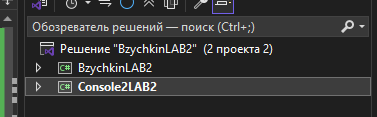 Обозреватель решений — поиск (Ctrl+;)
Решение "BzychkinLAB2" (2 проекта 2)
C# BzychkinLAB2
C# Console2LAB2